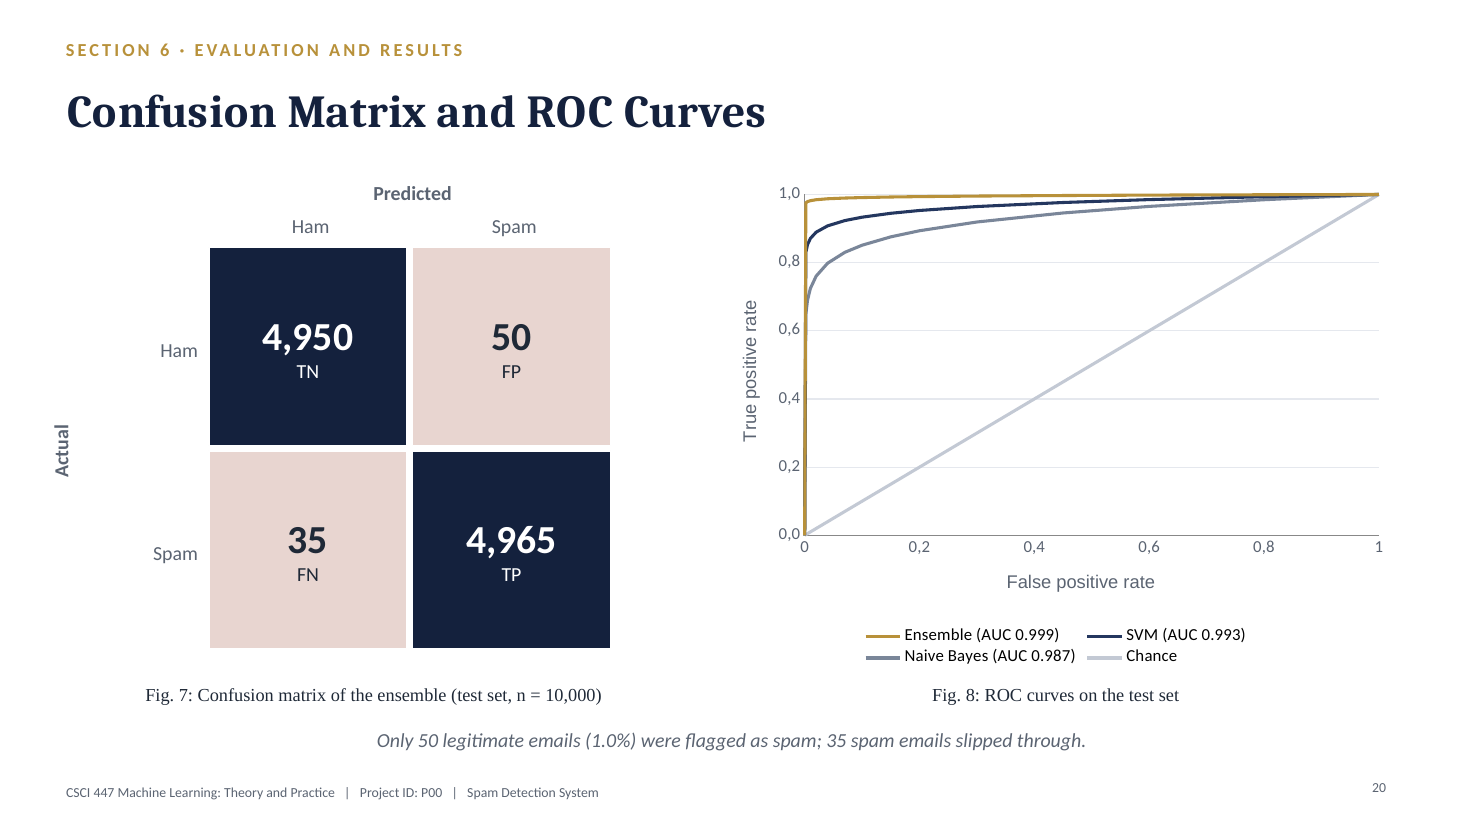 SECTION 6 · EVALUATION AND RESULTS
Confusion Matrix and ROC Curves
Predicted
Ham Spam
Actual
Ham
4,950
TN
50
FP
Spam
35
FN
4,965
TP
Fig. 7: Confusion matrix of the ensemble (test set, n = 10,000)
True positive rate
1,0
0,8
0,6
0,4
0,2
0,0
0 0,2 0,4 0,6 0,8 1
False positive rate
Ensemble (AUC 0.999) SVM (AUC 0.993)
Naive Bayes (AUC 0.987) Chance
Fig. 8: ROC curves on the test set
Only 50 legitimate emails (1.0%) were flagged as spam; 35 spam emails slipped through.
CSCI 447 Machine Learning: Theory and Practice | Project ID: P00 | Spam Detection System
20